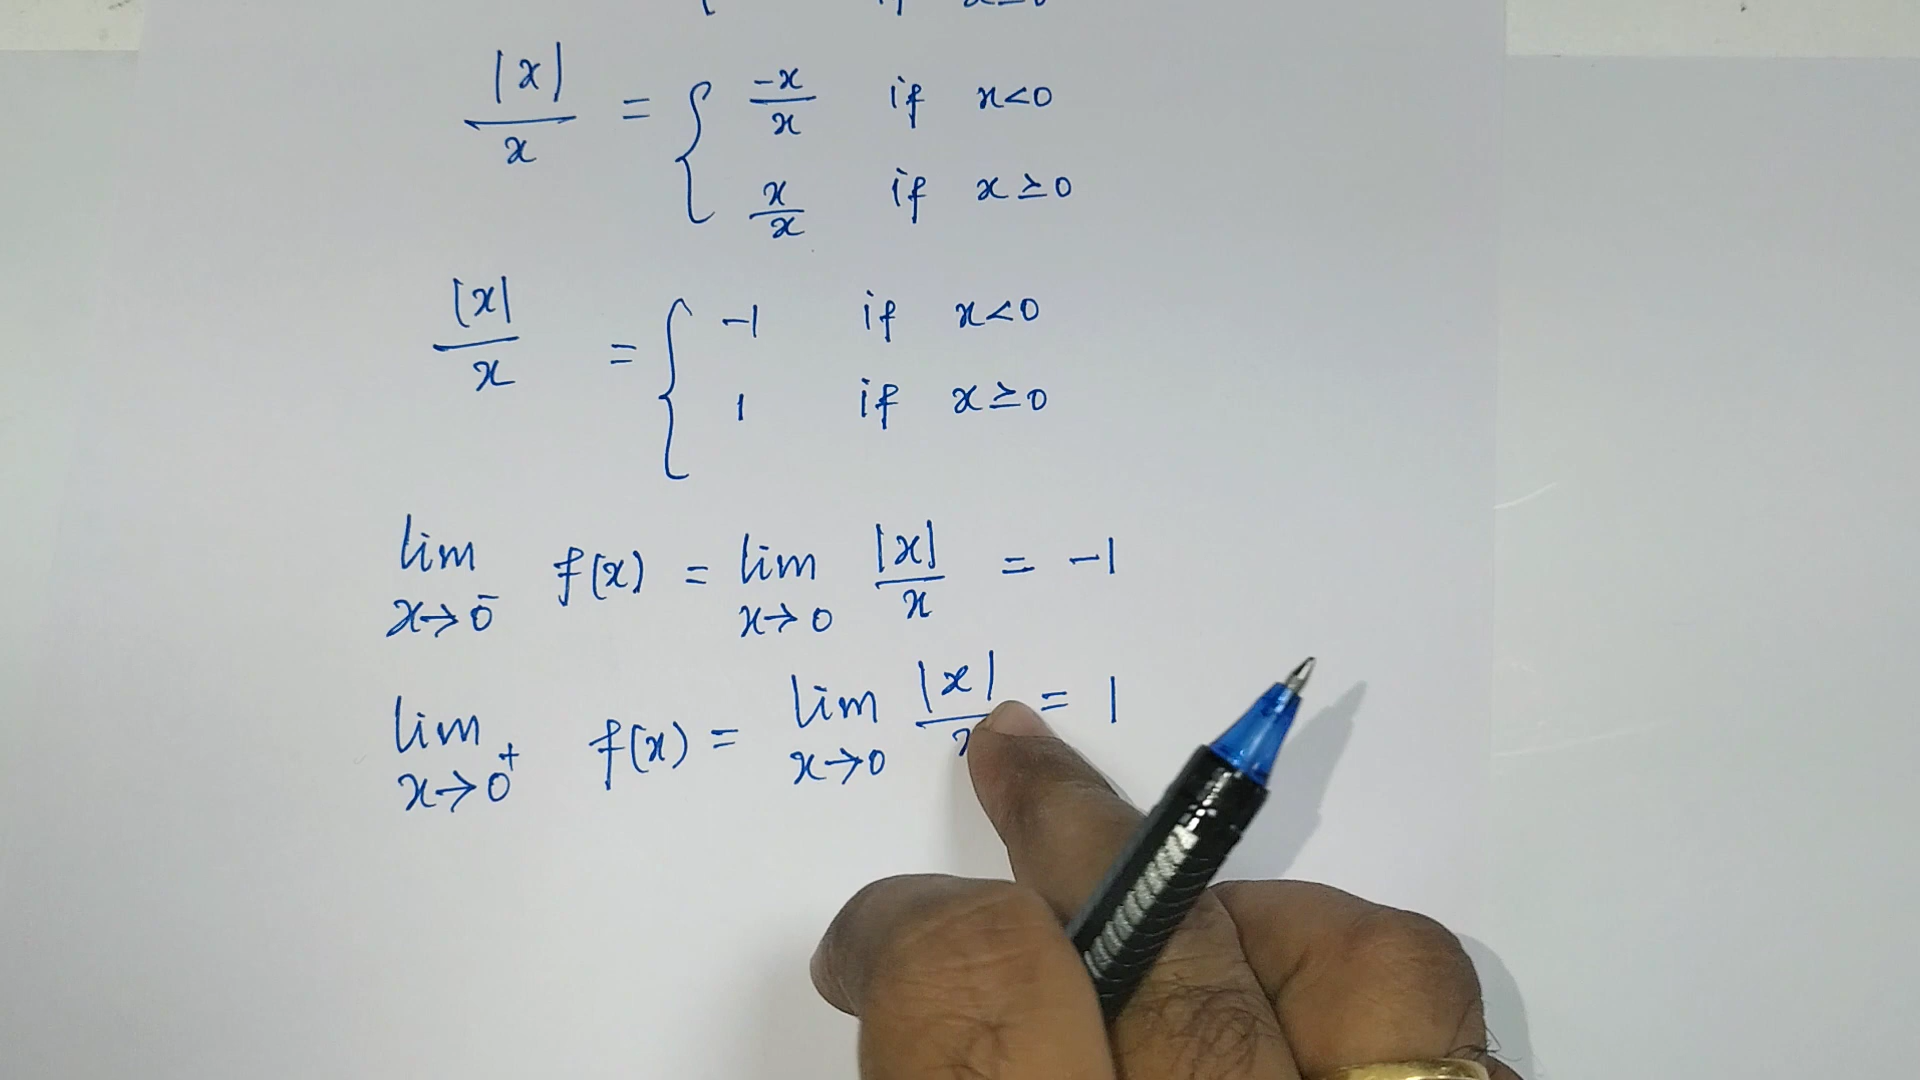 |x|/x = { -x/x if x<0
x/x if x≥0
|x|/x = { -1 if x<0
1 if x≥0
lim x→0⁻ f(x) = lim x→0 |x|/x = -1
lim x→0⁺ f(x) = lim x→0 |x|/x = 1